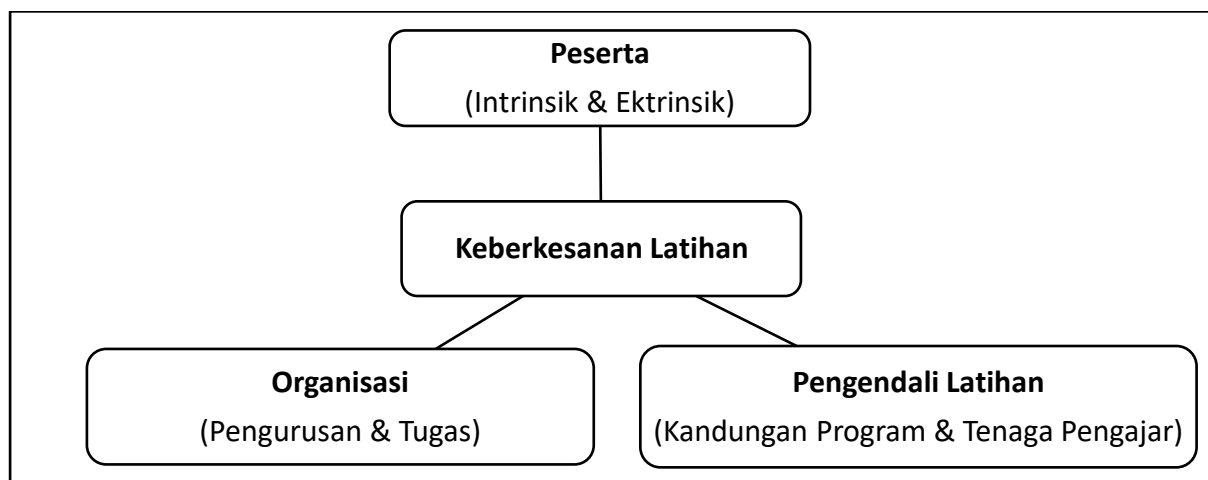 Peserta
(Intrinsik & Ektrinsik)
Keberkesanan Latihan
Organisasi
(Pengurusan & Tugas)
Pengendali Latihan
(Kandungan Program & Tenaga Pengajar)